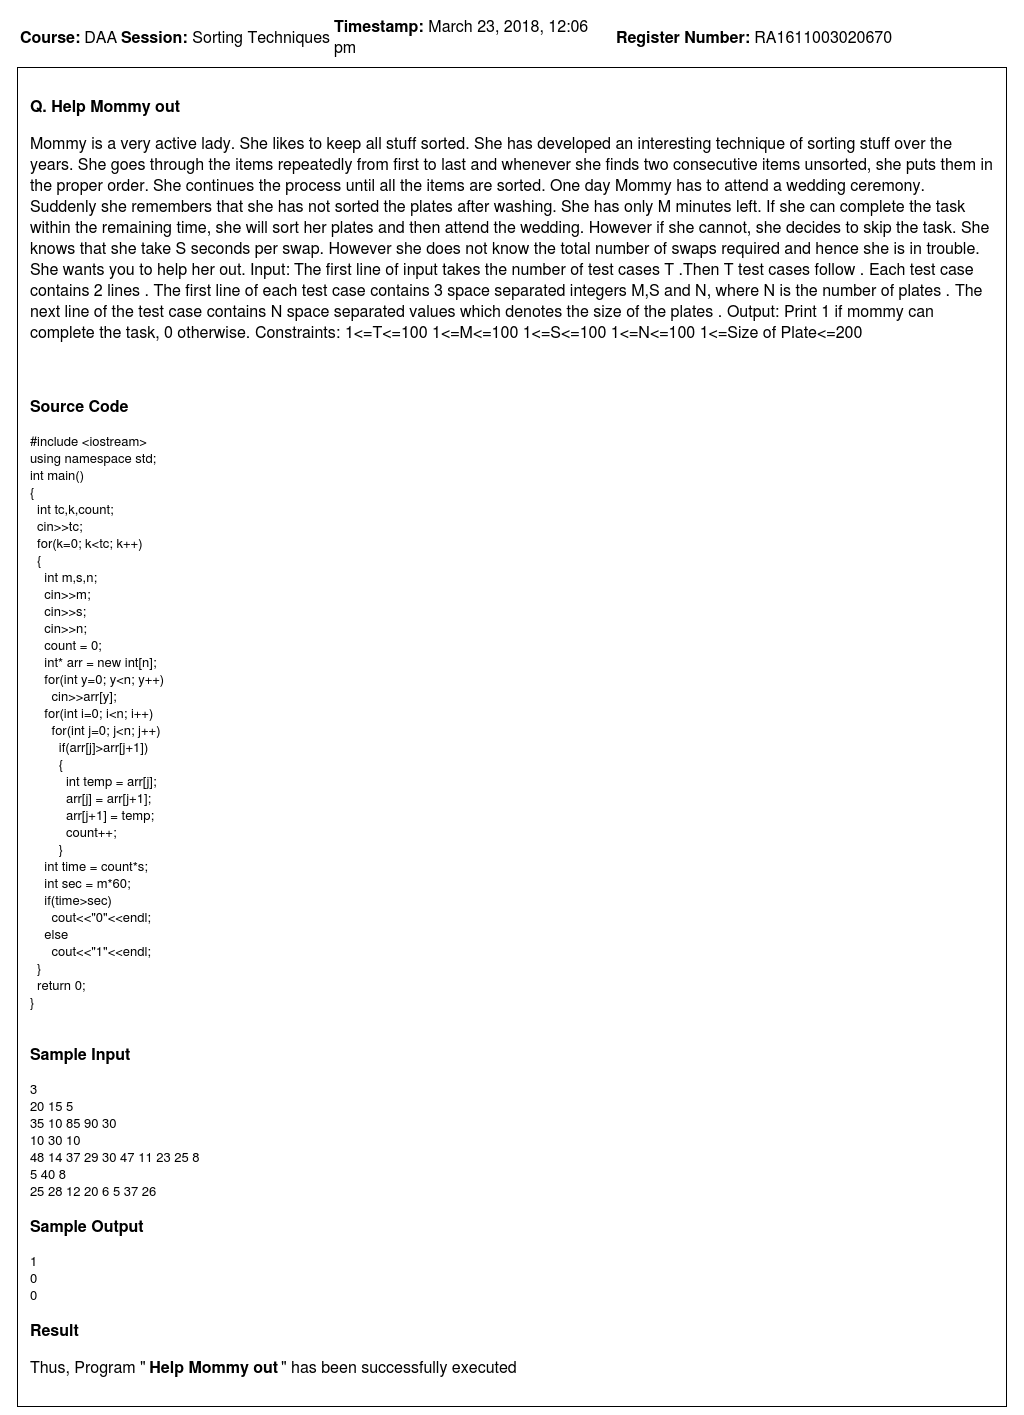 Course: DAA Session: Sorting Techniques Timestamp: March 23, 2018, 12:06 pm Register Number: RA1611003020670
Q. Help Mommy out
Mommy is a very active lady. She likes to keep all stuff sorted. She has developed an interesting technique of sorting stuff over the
years. She goes through the items repeatedly from first to last and whenever she finds two consecutive items unsorted, she puts them in
the proper order. She continues the process until all the items are sorted. One day Mommy has to attend a wedding ceremony.
Suddenly she remembers that she has not sorted the plates after washing. She has only M minutes left. If she can complete the task
within the remaining time, she will sort her plates and then attend the wedding. However if she cannot, she decides to skip the task. She
knows that she take S seconds per swap. However she does not know the total number of swaps required and hence she is in trouble.
She wants you to help her out. Input: The first line of input takes the number of test cases T .Then T test cases follow . Each test case
contains 2 lines . The first line of each test case contains 3 space separated integers M,S and N, where N is the number of plates . The
next line of the test case contains N space separated values which denotes the size of the plates . Output: Print 1 if mommy can
complete the task, 0 otherwise. Constraints: 1<=T<=100 1<=M<=100 1<=S<=100 1<=N<=100 1<=Size of Plate<=200
Source Code
#include <iostream>
using namespace std;
int main()
{
int tc,k,count;
cin>>tc;
for(k=0; k<tc; k++)
{
int m,s,n;
cin>>m;
cin>>s;
cin>>n;
count = 0;
int* arr = new int[n];
for(int y=0; y<n; y++)
cin>>arr[y];
for(int i=0; i<n; i++)
for(int j=0; j<n; j++)
if(arr[j]>arr[j+1])
{
int temp = arr[j];
arr[j] = arr[j+1];
arr[j+1] = temp;
count++;
}
int time = count*s;
int sec = m*60;
if(time>sec)
cout<<"0"<<endl;
else
cout<<"1"<<endl;
}
return 0;
}
Sample Input
3
20 15 5
35 10 85 90 30
10 30 10
48 14 37 29 30 47 11 23 25 8
5 40 8
25 28 12 20 6 5 37 26
Sample Output
1
0
0
Result
Thus, Program " Help Mommy out " has been successfully executed